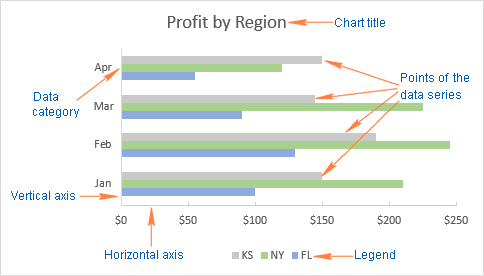 Profit by Region
Chart title
Apr
Mar
Feb
Jan
Data
category
Points of the
data series
Vertical axis
$0
$50
$100
$150
$200
$250
Horizontal axis
KS NY FL
Legend